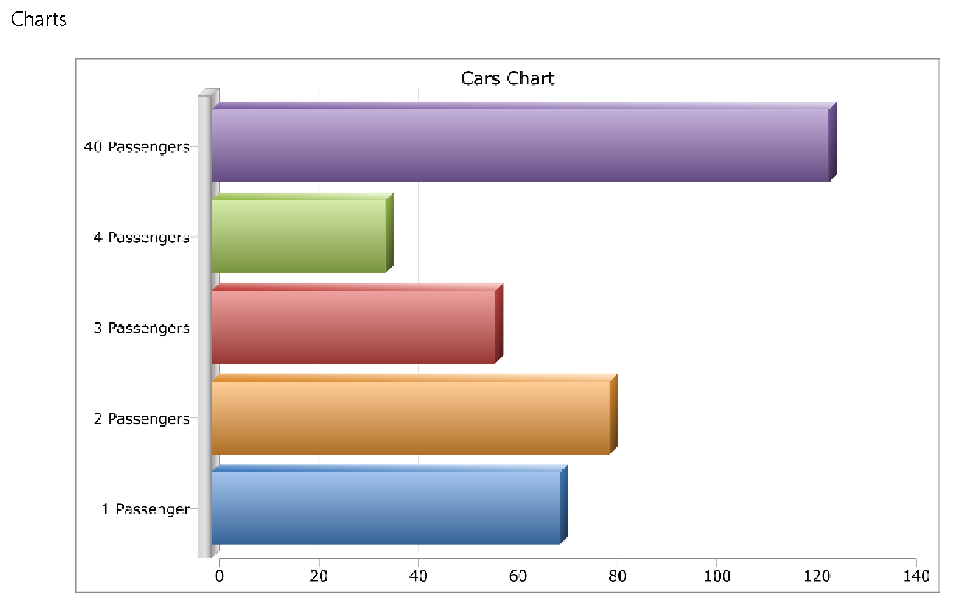 Charts
Cars Chart
40 Passengers
4 Passengers
3 Passengers
2 Passengers
1 Passenger
0 20 40 60 80 100 120 140